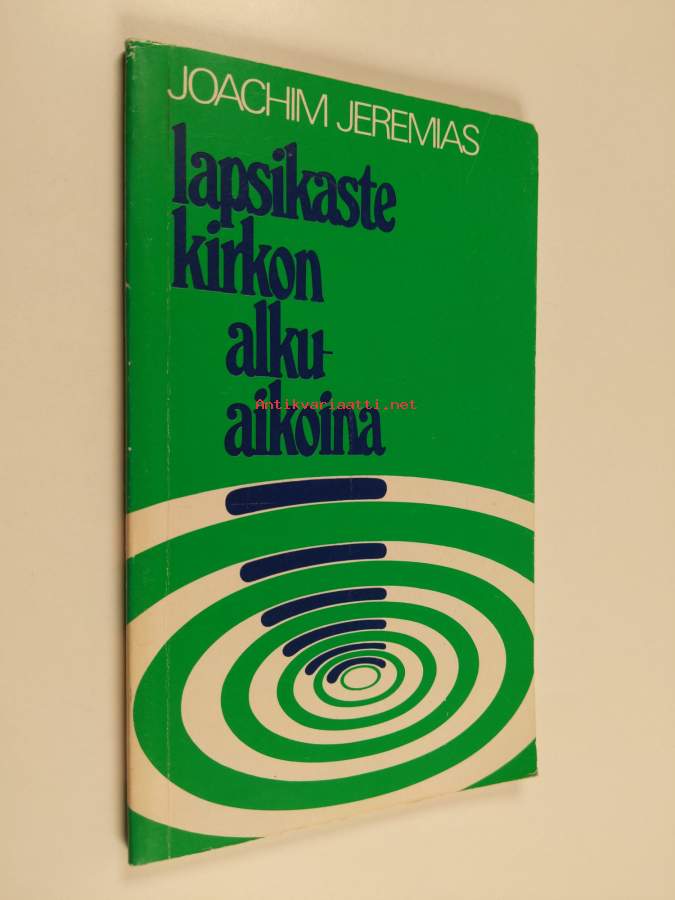 JOACHIM JEREMIAS
lapsikaste
kirkon
alku-
aikoina
Antikvariaatti.net